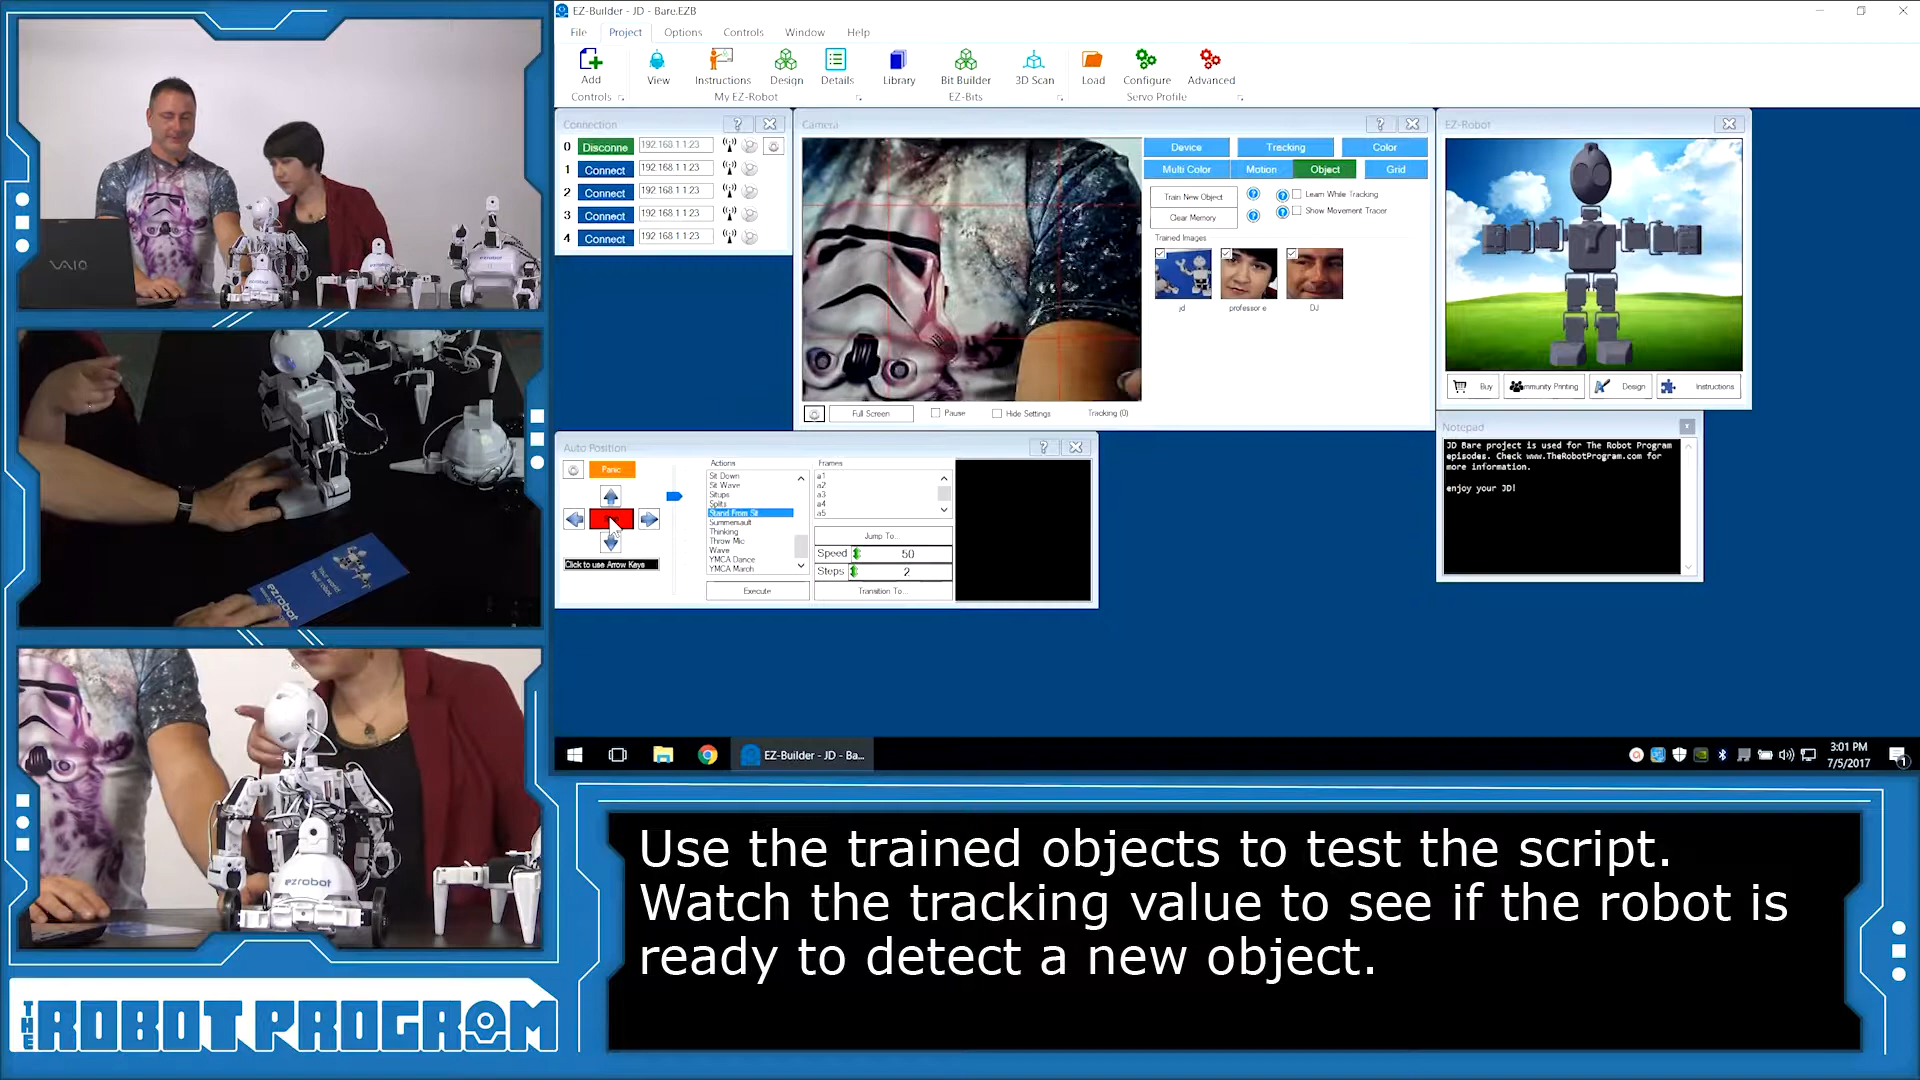 EZ-Builder - JD - Bare.EZB
File Project Options Controls Window Help
Add View Instructions Design Details Library Bit Builder 3D Scan Load Configure Advanced
Controls My EZ-Robot EZ-Bits Servo Profile
Connection
0 Disconne 192.168.1.1:23
1 Connect 192.168.1.1:23
2 Connect 192.168.1.1:23
3 Connect 192.168.1.1:23
4 Connect 192.168.1.1:23
Camera
Device Tracking Color
Multi Color Motion Object Grid
Train New Object
Learn While Tracking
Clear Memory
Show Movement Tracer
Trained Images
jd professor e DJ
Full Screen Pause Hide Settings Tracking (0)
EZ-Robot
Buy mmunity Printing Design Instructions
Notepad
JD Bare project is used for The Robot Program
episodes. Check www.TheRobotProgram.com for
more information.
enjoy your JD!
Auto Position
Panic
Click to use Arrow Keys
Actions
Sit Down
Sit Wave
Situps
Splits
Stand From Sit
Summersault
Thinking
Throw Mic
Wave
YMCA Dance
YMCA March
Execute
Frames
a1
a2
a3
a4
a5
Jump To...
Speed 50
Steps 2
Transition To...
EZ-Builder - JD - Ba...
3:01 PM
7/5/2017
1
VAIO
Your world.
Your robot.
ezrobot
ezrobot
Use the trained objects to test the script.
Watch the tracking value to see if the robot is
ready to detect a new object.
THE ROBOT PROGRAM